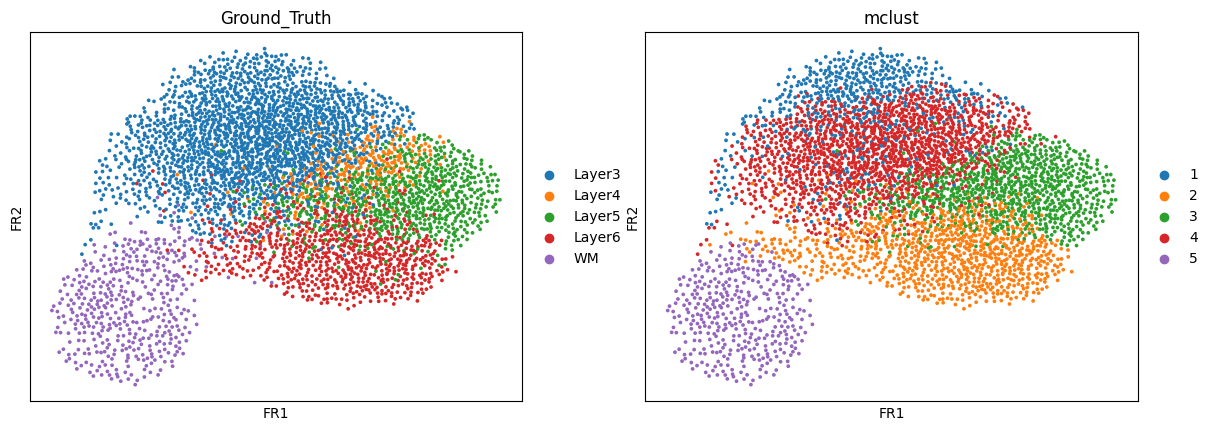 Ground_Truth
FR2
FR1
Layer3
Layer4
Layer5
Layer6
WM
mclust
FR2
FR1
1
2
3
4
5